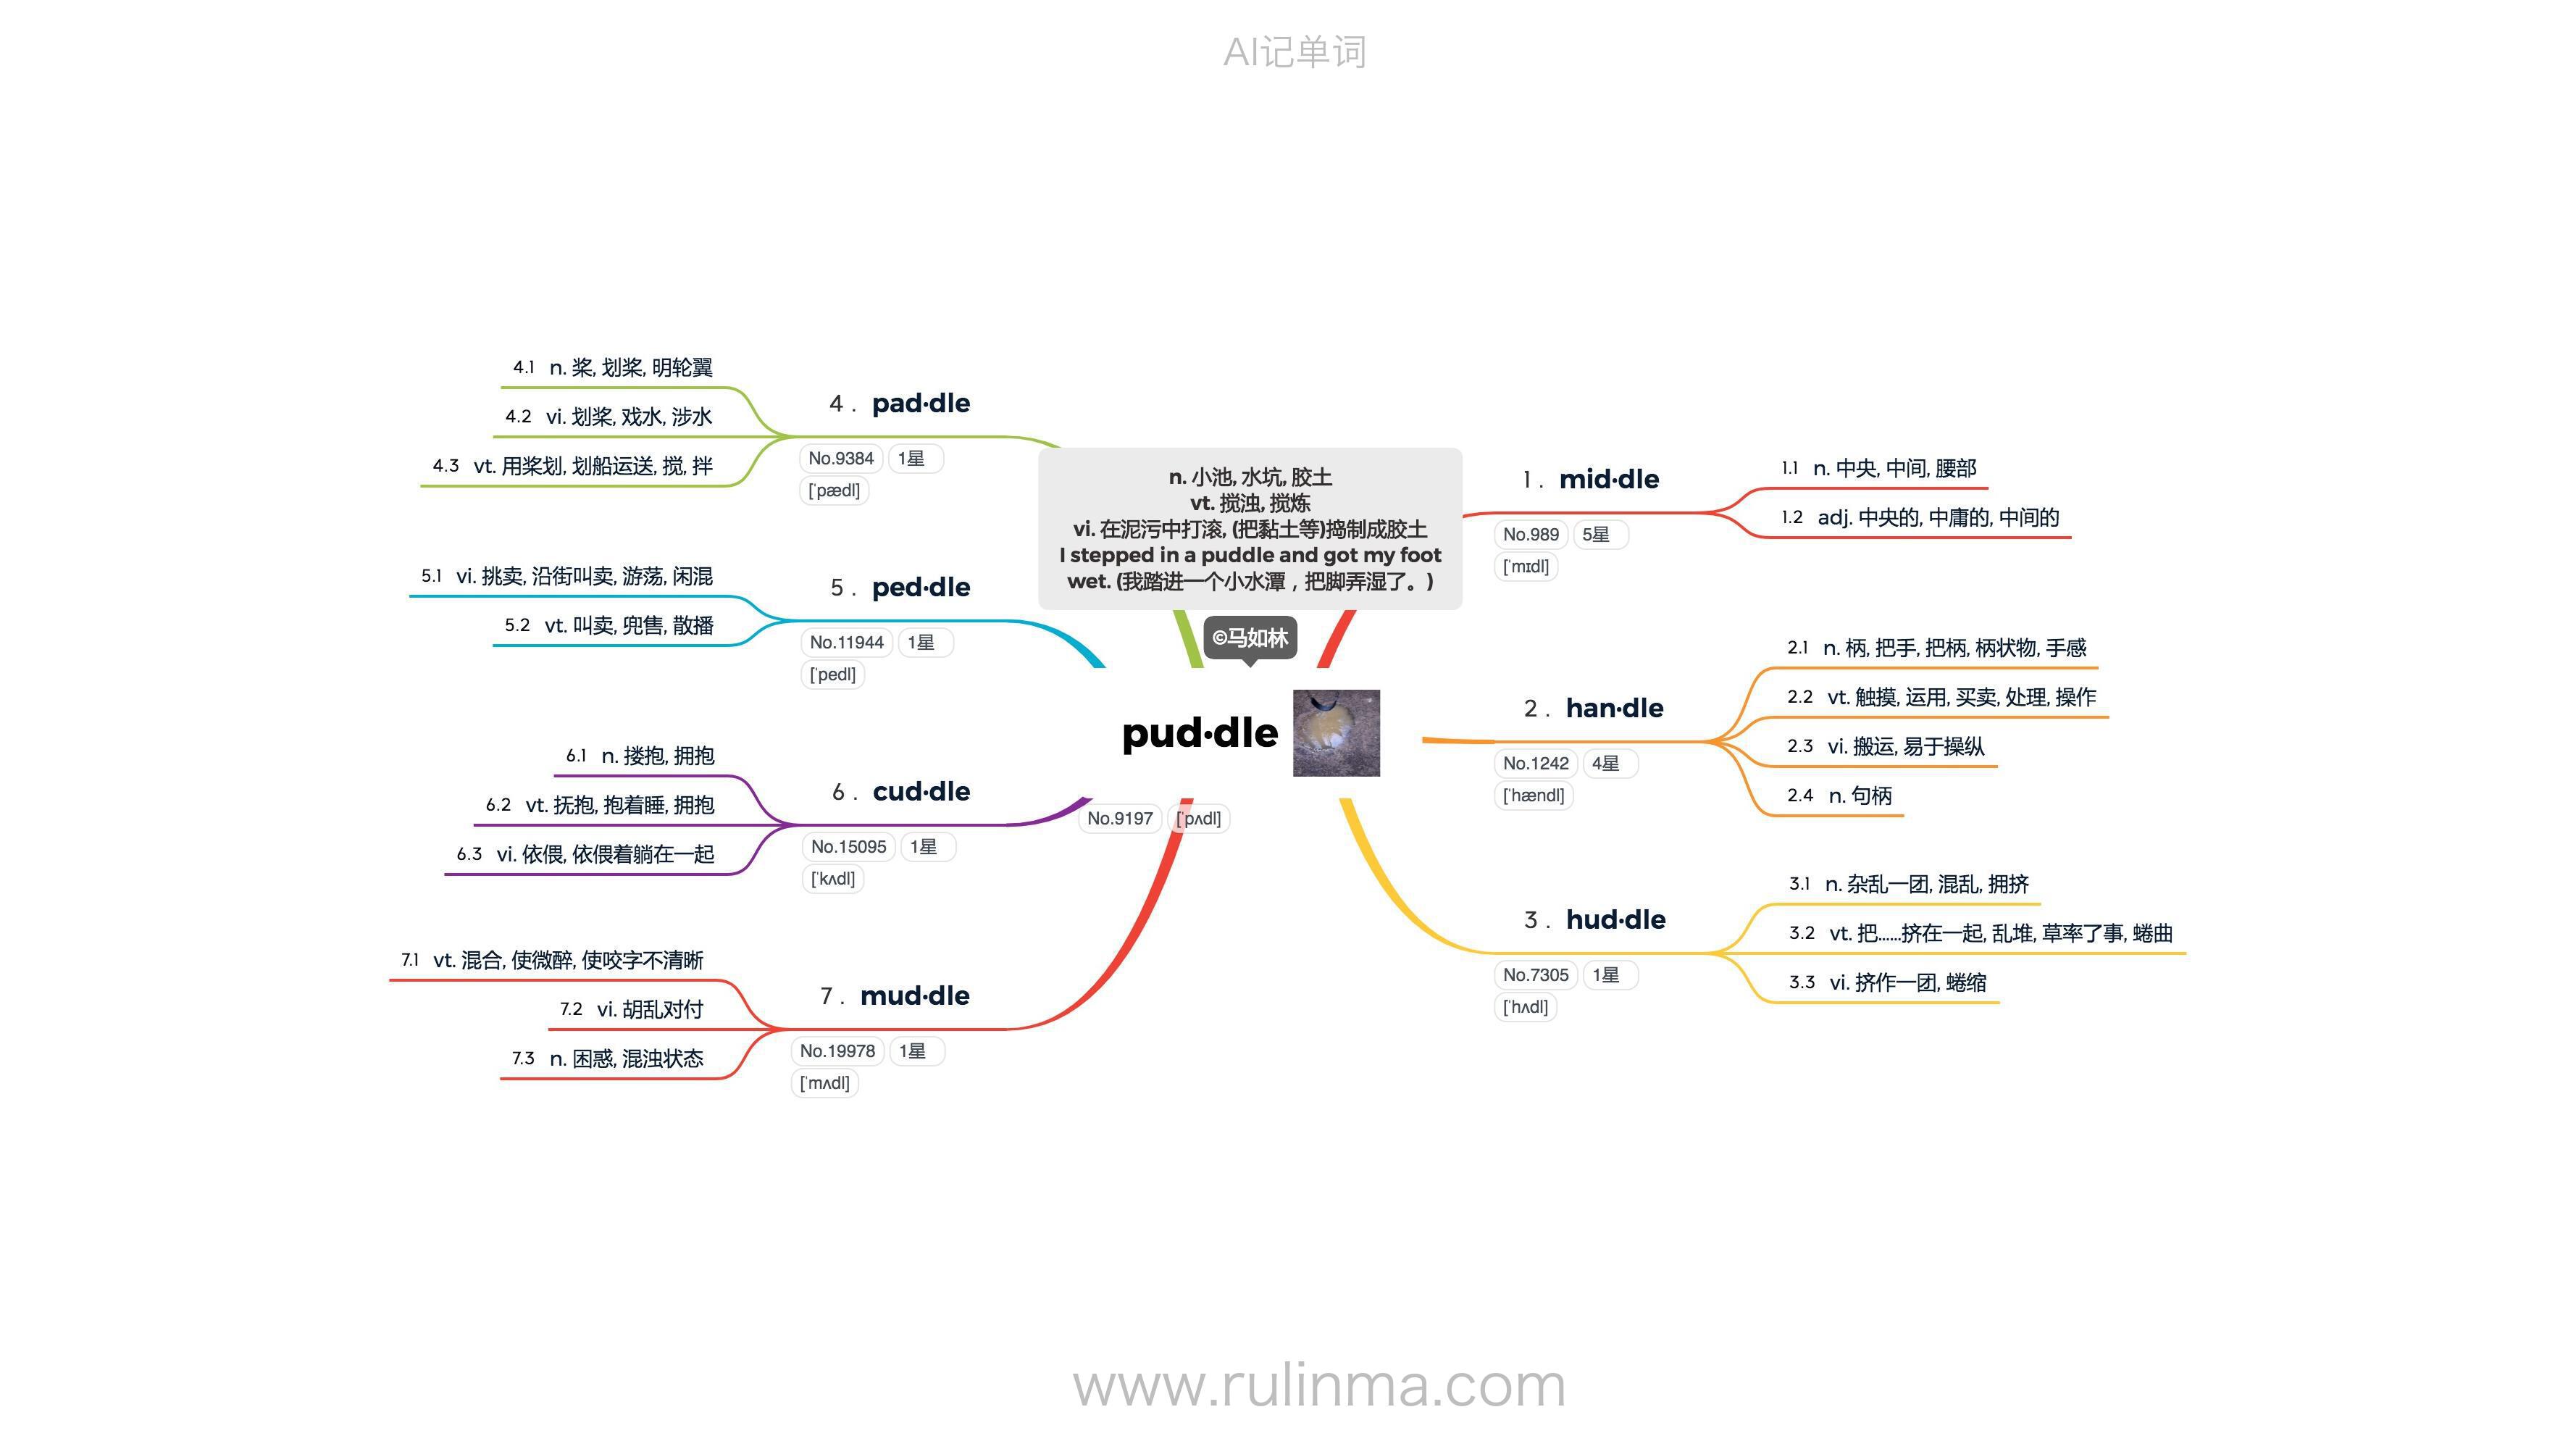 AI记单词
n. 小池, 水坑, 胶土
vt. 搅浊, 搅炼
vi. 在泥污中打滚, (把黏土等)捣制成胶土
I stepped in a puddle and got my foot
wet. (我踏进一个小水潭，把脚弄湿了。)
©马如林
pud·dle
No.9197 ['pʌdl]
1. mid·dle
No.989 5星
['mɪdl]
1.1 n. 中央, 中间, 腰部
1.2 adj. 中央的, 中庸的, 中间的
2. han·dle
No.1242 4星
['hændl]
2.1 n. 柄, 把手, 把柄, 柄状物, 手感
2.2 vt. 触摸, 运用, 买卖, 处理, 操作
2.3 vi. 搬运, 易于操纵
2.4 n. 句柄
3. hud·dle
No.7305 1星
['hʌdl]
3.1 n. 杂乱一团, 混乱, 拥挤
3.2 vt. 把......挤在一起, 乱堆, 草率了事, 蜷曲
3.3 vi. 挤作一团, 蜷缩
4. pad·dle
No.9384 1星
['pædl]
4.1 n. 桨, 划桨, 明轮翼
4.2 vi. 划桨, 戏水, 涉水
4.3 vt. 用桨划, 划船运送, 搅, 拌
5. ped·dle
No.11944 1星
['pedl]
5.1 vi. 挑卖, 沿街叫卖, 游荡, 闲混
5.2 vt. 叫卖, 兜售, 散播
6. cud·dle
No.15095 1星
['kʌdl]
6.1 n. 搂抱, 拥抱
6.2 vt. 抚抱, 抱着睡, 拥抱
6.3 vi. 依偎, 依偎着躺在一起
7. mud·dle
No.19978 1星
['mʌdl]
7.1 vt. 混合, 使微醉, 使咬字不清晰
7.2 vi. 胡乱对付
7.3 n. 困惑, 混浊状态
www.rulinma.com